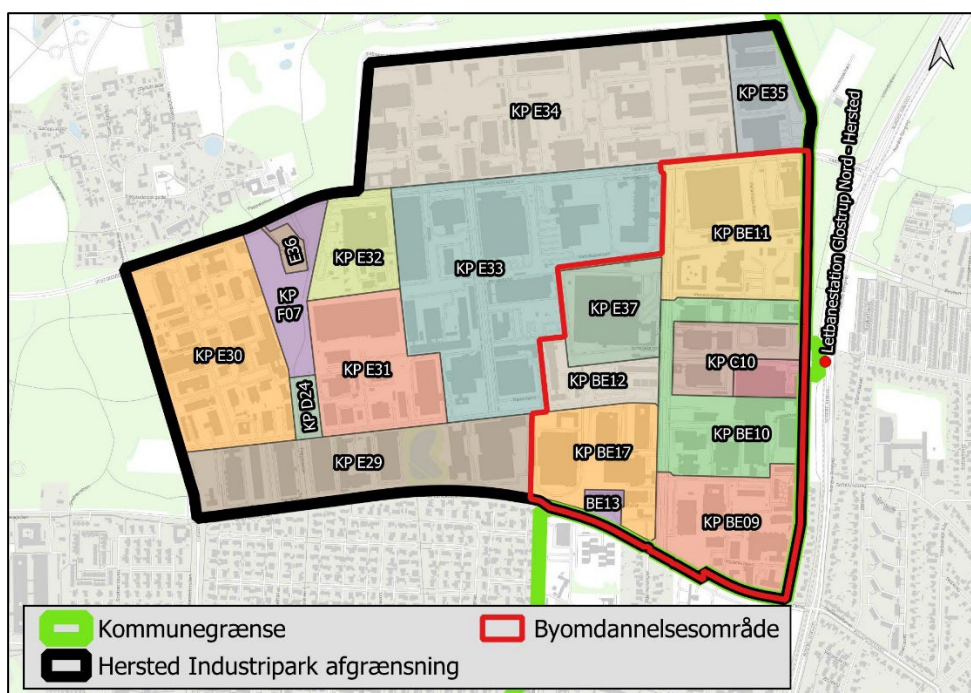 KP E34
KP E35
KP BE11
E36
KP E32
KP E33
KP
F07
KP E37
Letbanestation Glostrup Nord - Hersted
KP E30
KP E31
KP C10
KP BE12
KP D24
KP BE10
KP E29
KP BE17
BE13
KP BE09
Kommunegrænse
Byomdannelsesområde
Hersted Industripark afgrænsning